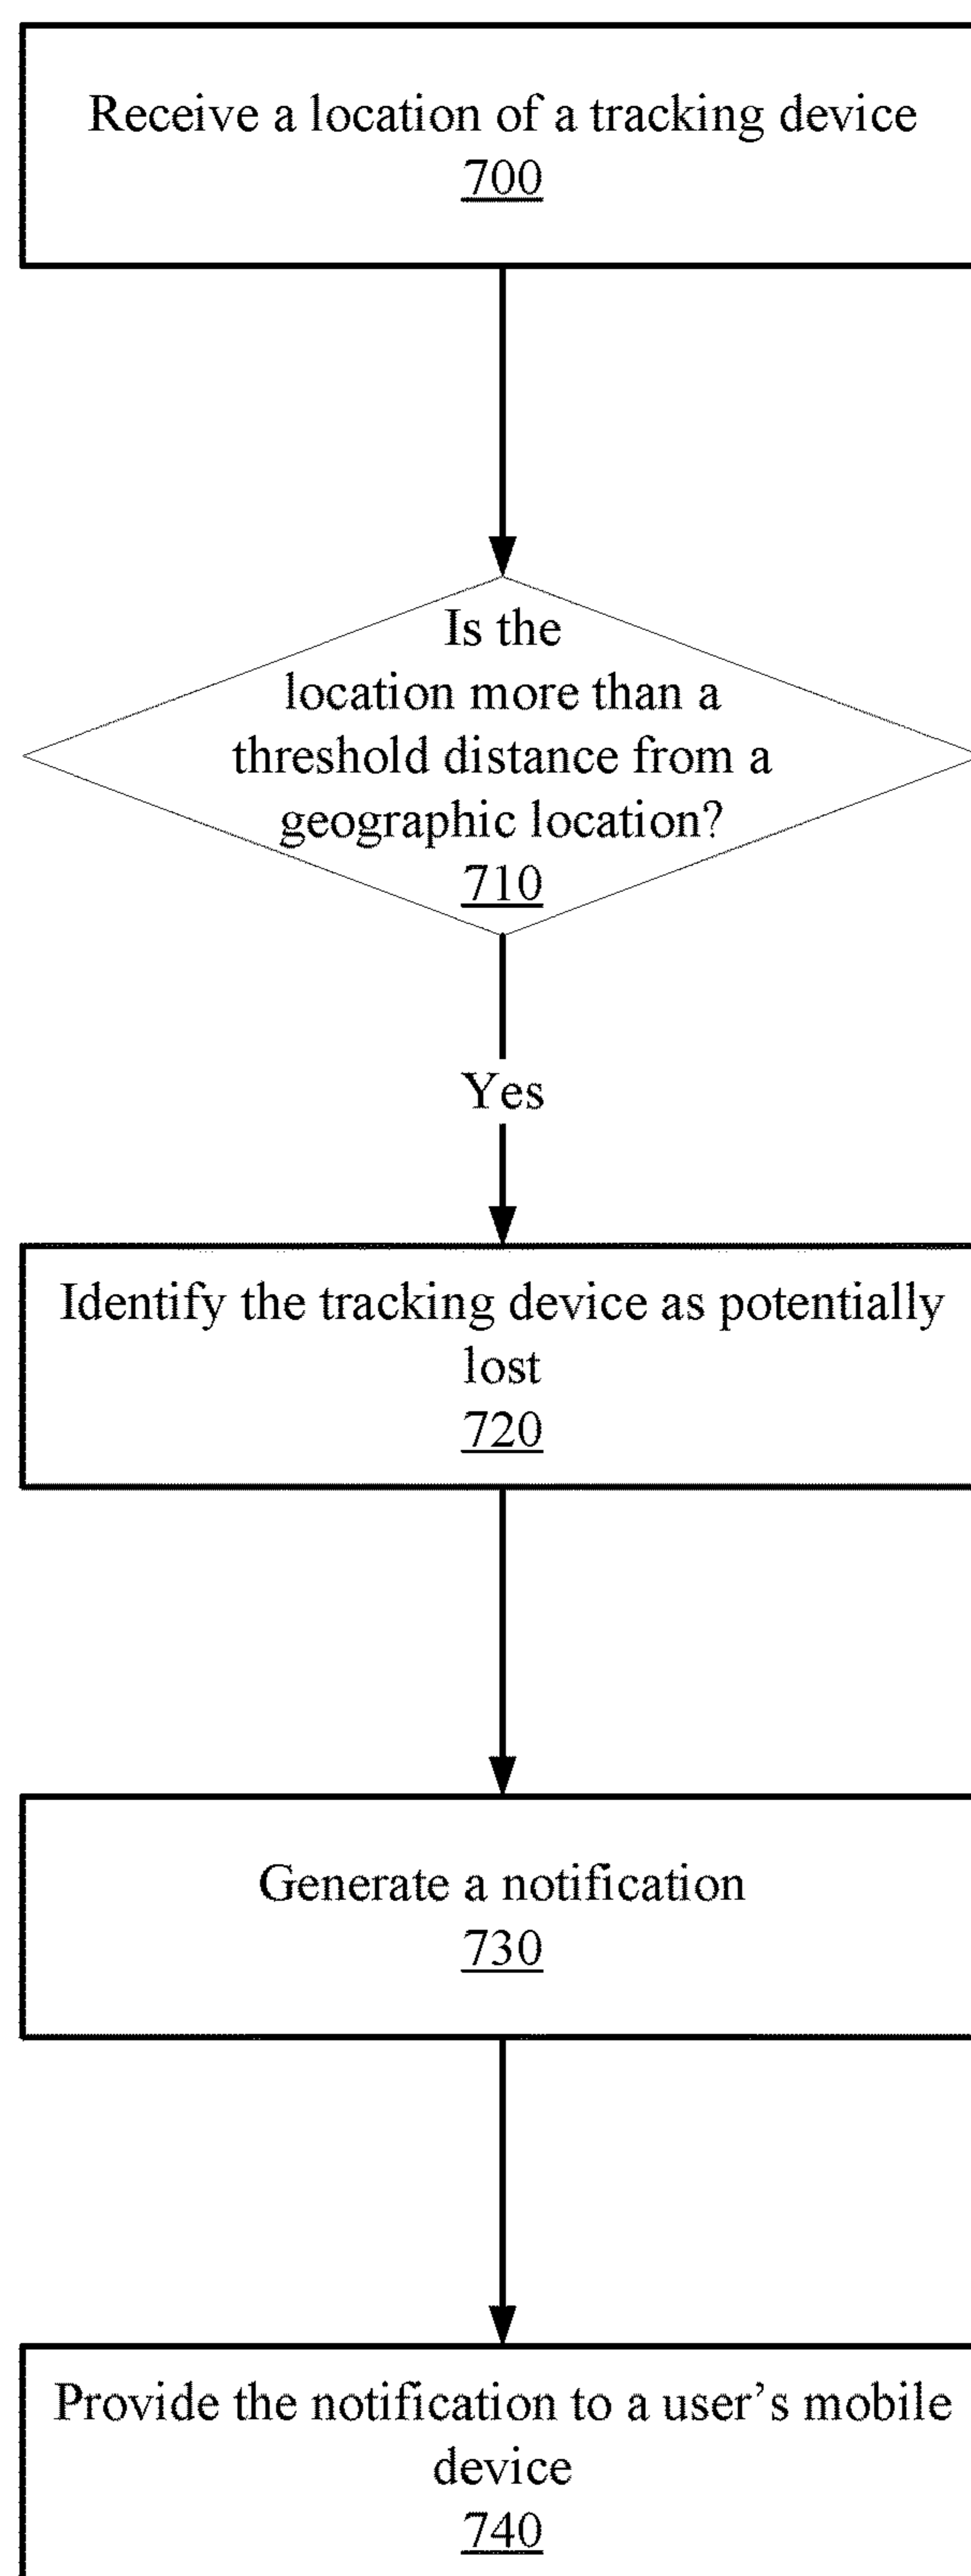 Receive a location of a tracking device
700
Is the
location more than a
threshold distance from a
geographic location?
710
Yes
Identify the tracking device as potentially
lost
720
Generate a notification
730
Provide the notification to a user’s mobile
device
740